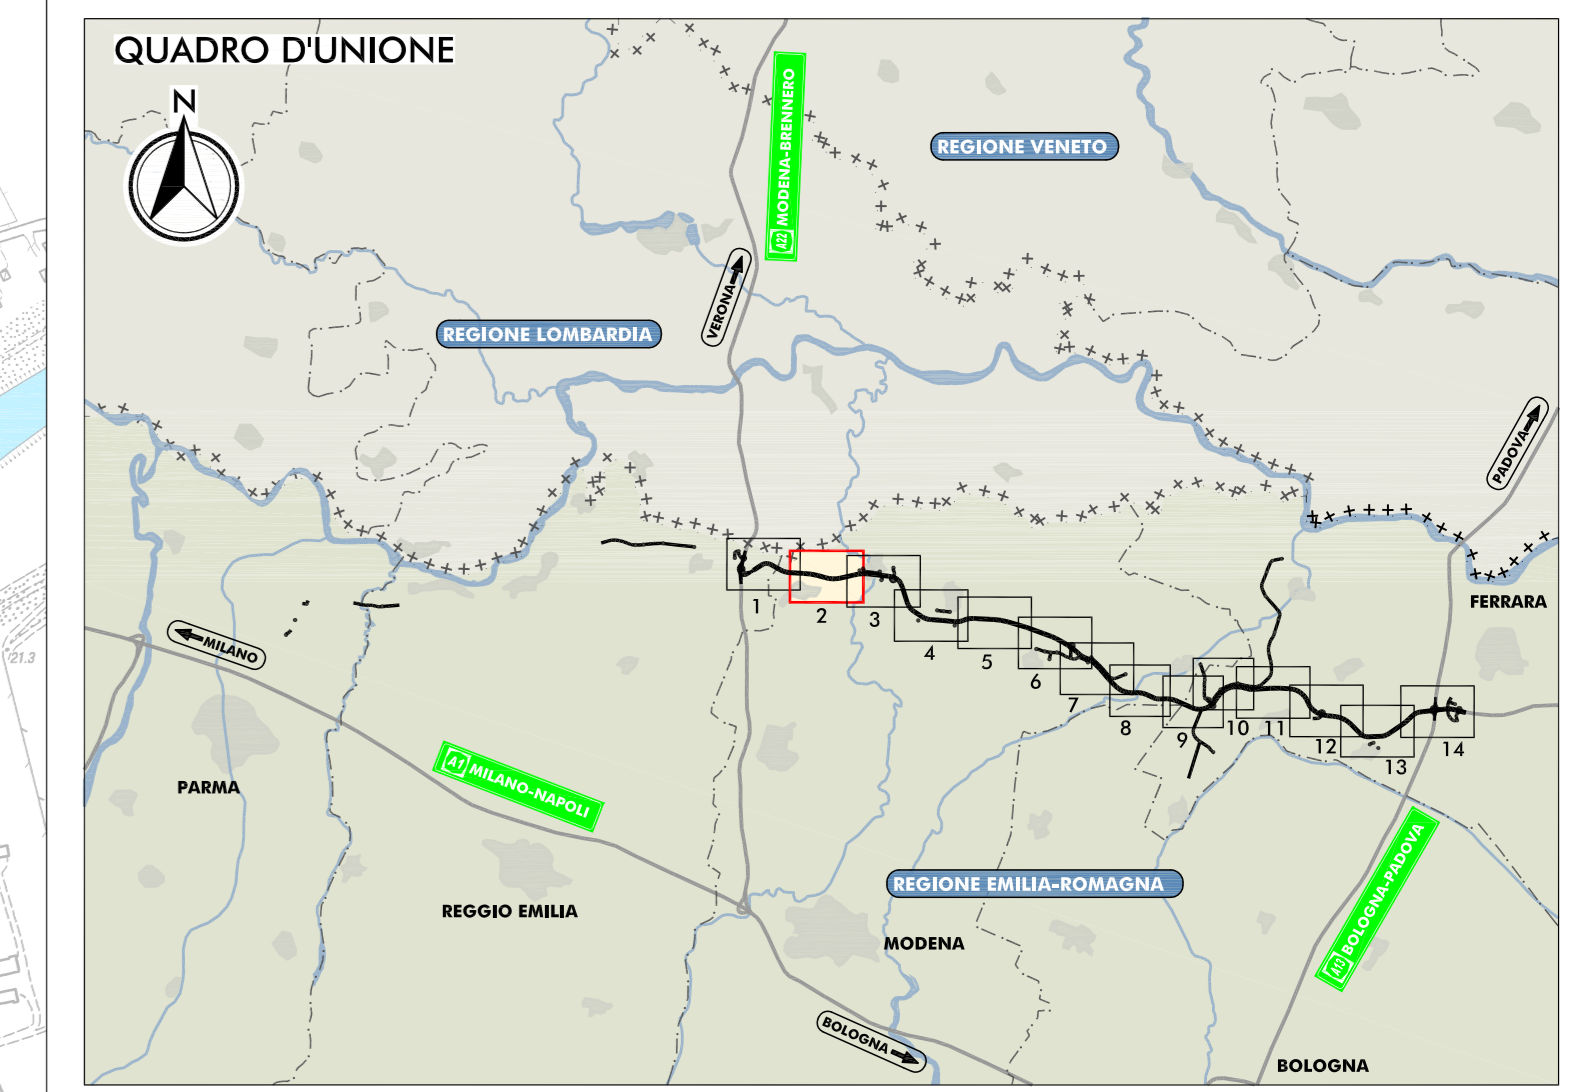 QUADRO D'UNIONE
N
A22 MODENA-BRENNERO
REGIONE VENETO
VERONA
REGIONE LOMBARDIA
PADOVA
FERRARA
1
2
3
4
5
6
7
8
9
10
11
12
13
14
MILANO
21.3
PARMA
A1 MILANO-NAPOLI
REGGIO EMILIA
REGIONE EMILIA-ROMAGNA
MODENA
A13 BOLOGNA-PADOVA
BOLOGNA
BOLOGNA